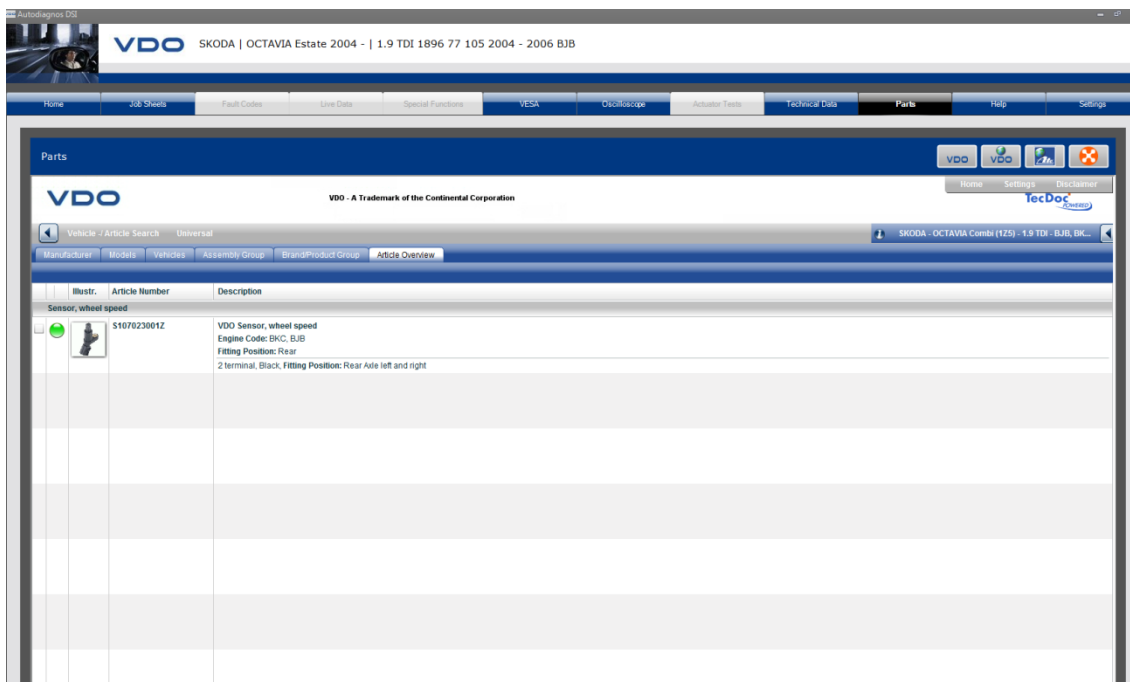 Autodiagnos DSI
VDO SKODA | OCTAVIA Estate 2004 - | 1.9 TDI 1896 77 105 2004 - 2006 BJB
Home Job Sheets Fault Codes Live Data Special Functions VESA Oscilloscope Actuator Tests Technical Data Parts Help Settings
Parts
VDO VDO
Home Settings Disclaimer
VDO VDO - A Trademark of the Continental Corporation TecDoc
POWERED
Vehicle -/ Article Search Universal SKODA - OCTAVIA Combi (1Z5) - 1.9 TDI - BJB, BK...
Manufacturer Models Vehicles Assembly Group Brand/Product Group Article Overview
Illustr. Article Number Description
Sensor, wheel speed
S107023001Z VDO Sensor, wheel speed
Engine Code: BKC, BJB
Fitting Position: Rear
2 terminal, Black, Fitting Position: Rear Axle left and right